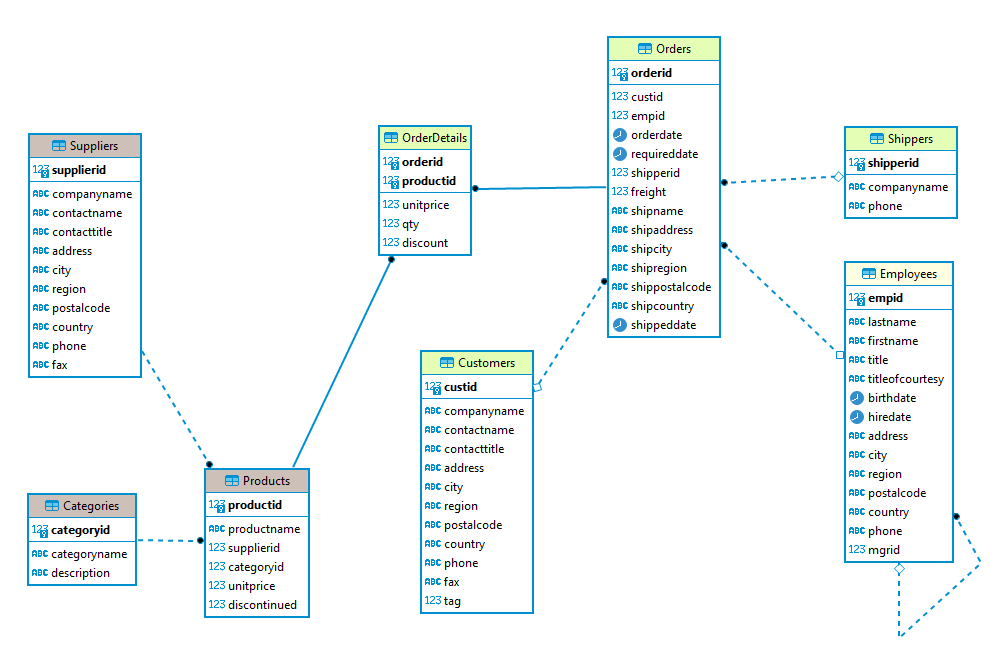 Suppliers
123 supplierid
ABC companyname
ABC contactname
ABC contacttitle
ABC address
ABC city
ABC region
ABC postalcode
ABC country
ABC phone
ABC fax
Categories
123 categoryid
ABC categoryname
ABC description
Products
123 productid
ABC productname
123 supplierid
123 categoryid
123 unitprice
123 discontinued
OrderDetails
123 orderid
123 productid
123 unitprice
123 qty
123 discount
Customers
123 custid
ABC companyname
ABC contactname
ABC contacttitle
ABC address
ABC city
ABC region
ABC postalcode
ABC country
ABC phone
ABC fax
123 tag
Orders
123 orderid
123 custid
123 empid
orderdate
requireddate
123 shipperid
123 freight
ABC shipname
ABC shipaddress
ABC shipcity
ABC shipregion
ABC shippostalcode
ABC shipcountry
shippeddate
Shippers
123 shipperid
ABC companyname
ABC phone
Employees
123 empid
ABC lastname
ABC firstname
ABC title
ABC titleofcourtesy
birthdate
hiredate
ABC address
ABC city
ABC region
ABC postalcode
ABC country
ABC phone
123 mgrid